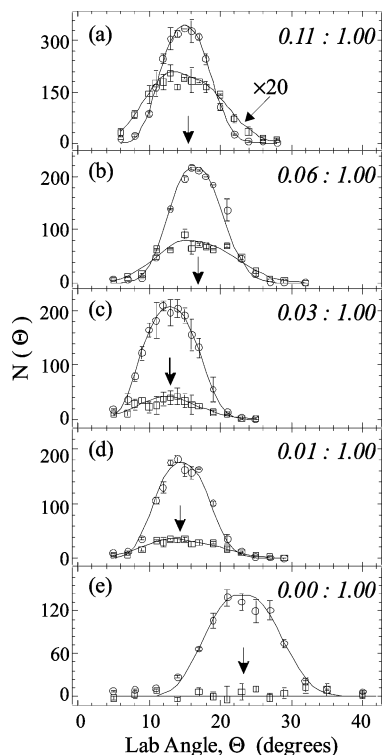 (a) 0.11 : 1.00
300
×20
150
0
(b) 0.06 : 1.00
200
100
0
(c) 0.03 : 1.00
200
100
0
(d) 0.01 : 1.00
200
100
0
(e) 0.00 : 1.00
120
60
0
N(Θ)
0 10 20 30 40
Lab Angle, Θ (degrees)